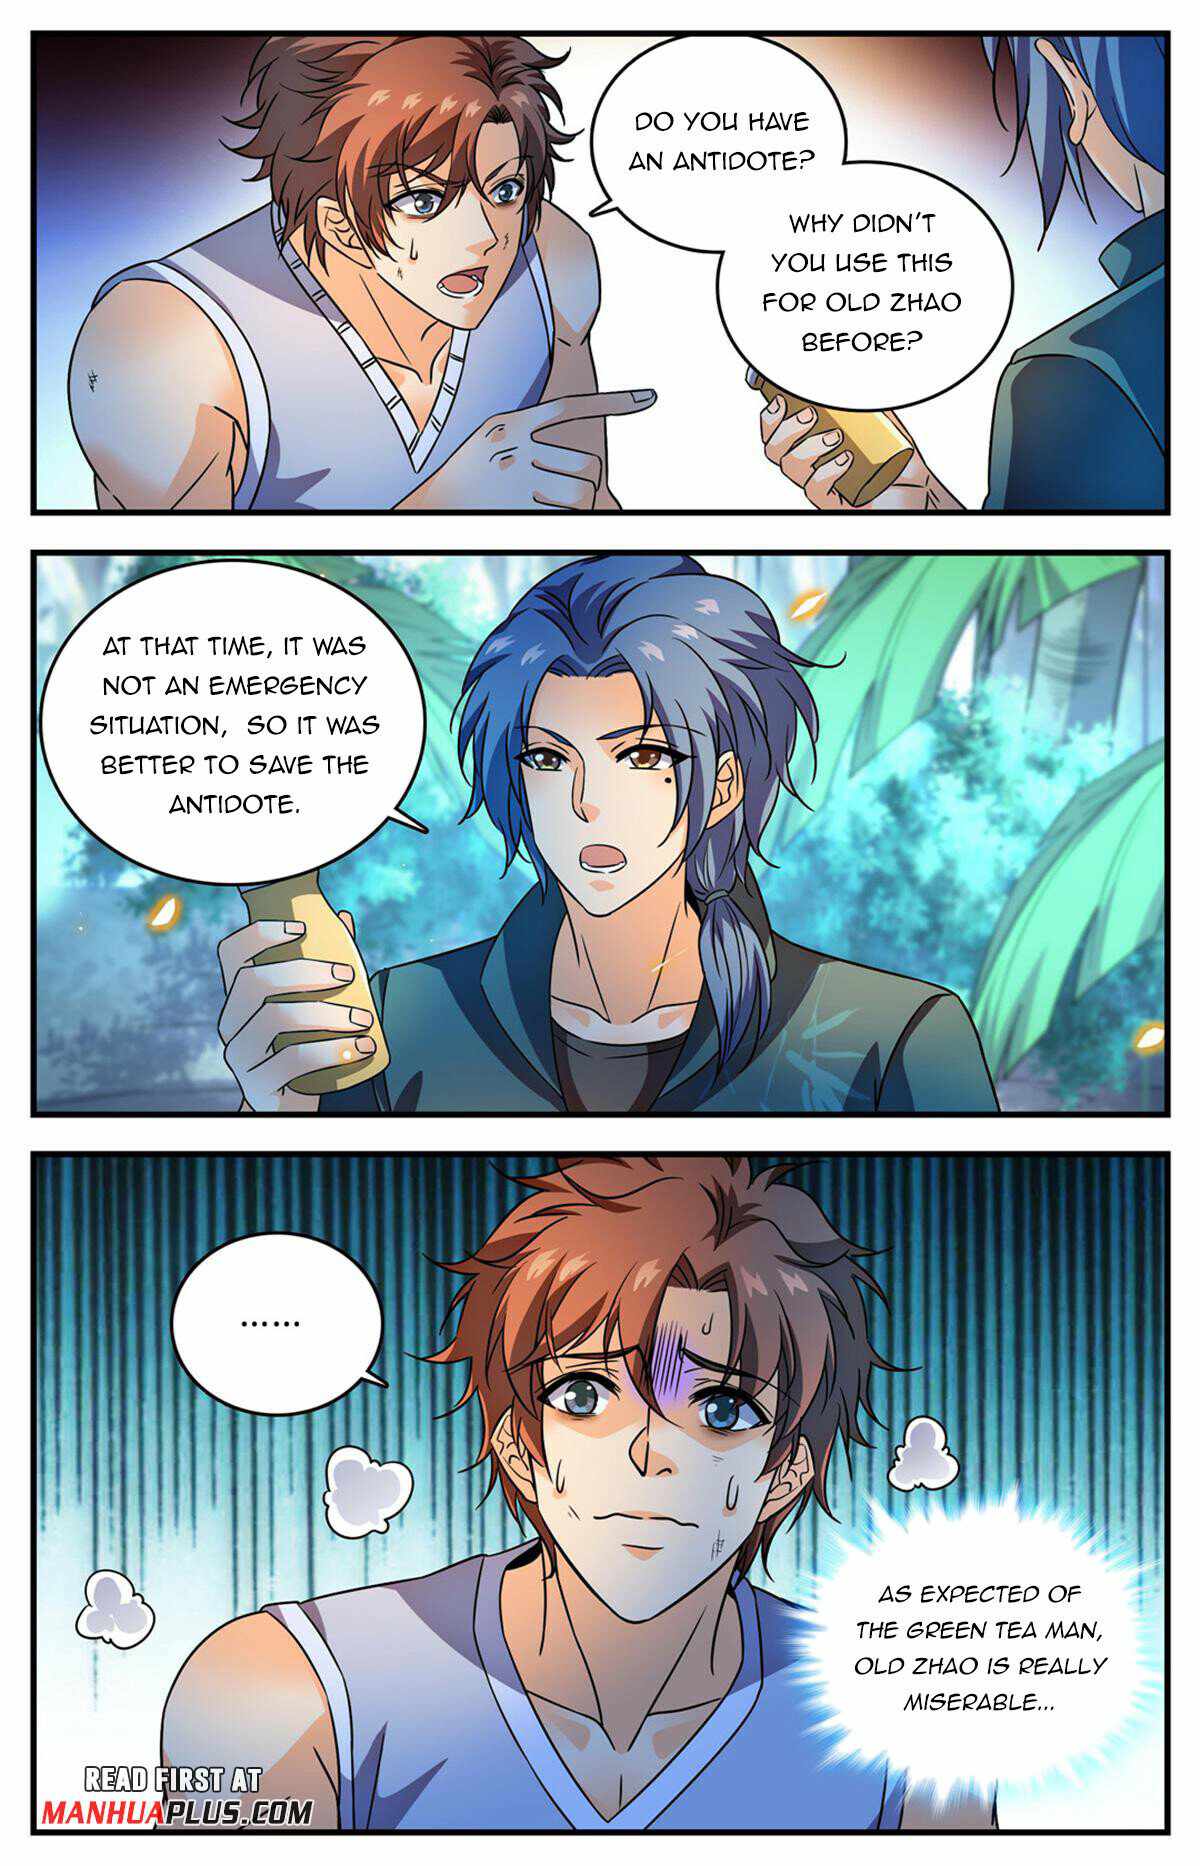 DO YOU HAVE
AN ANTIDOTE?
WHY DIDN'T
YOU USE THIS
FOR OLD ZHAO
BEFORE?
AT THAT TIME, IT WAS
NOT AN EMERGENCY
SITUATION, SO IT WAS
BETTER TO SAVE THE
ANTIDOTE.
......
AS EXPECTED OF
THE GREEN TEA MAN,
OLD ZHAO IS REALLY
MISERABLE...
READ FIRST AT
MANHUAPLUS.COM